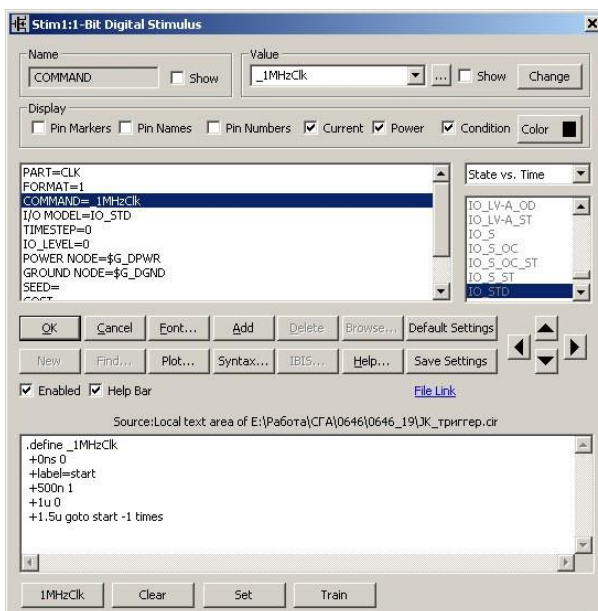 Stim1:1-Bit Digital Stimulus
Name
COMMAND
Show
Value
_1MHzClk
...
Show
Change
Display
Pin Markers Pin Names Pin Numbers Current Power Condition Color
PART=CLK
FORMAT=1
COMMAND=_1MHzClk
I/O MODEL=IO_STD
TIMESTEP=0
IO_LEVEL=0
POWER NODE=$G_DPWR
GROUND NODE=$G_DGND
SEED=
COST
State vs. Time
IO_LV-A_OD
IO_LV-A_ST
IO_S
IO_S_OC
IO_S_OC_ST
IO_S_ST
IO_STD
OK Cancel Font... Add Delete Browse... Default Settings
New Find... Plot... Syntax... IBIS... Help... Save Settings
Enabled Help Bar
File Link
Source:Local text area of E:\Работа\СГА\0646\0646_19\JK_триггер.cir
.define _1MHzClk
+0ns 0
+label=start
+500n 1
+1u 0
+1.5u goto start -1 times
1MHzClk Clear Set Train